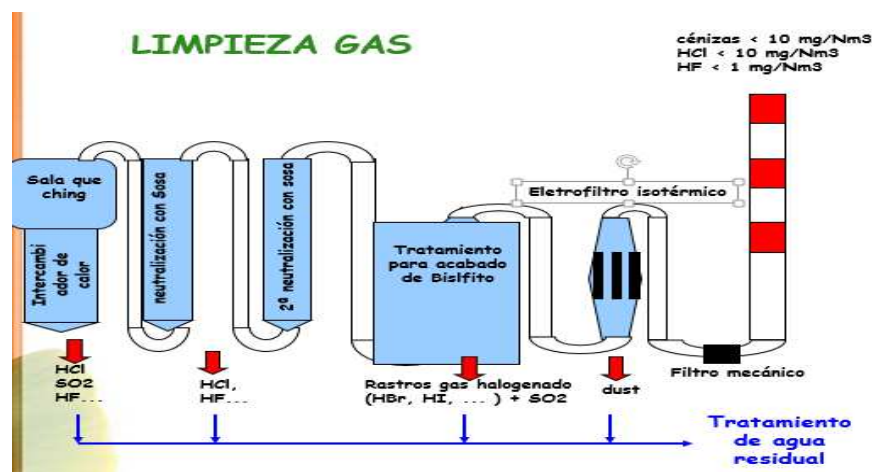 LIMPIEZA GAS
cénizas < 10 mg/Nm3
HCl < 10 mg/Nm3
HF < 1 mg/Nm3
Sala que
ching
Intercambi
ador de
calor
neutralización con Sosa
2ª neutralización con sosa
Tratamiento
para acabado
de Bislfito
Eletrofiltro isotérmico
Filtro mecánico
HCl
SO2
HF...
HCl,
HF...
Rastros gas halogenado
(HBr, HI, ... ) + SO2
dust
Tratamiento
de agua
residual